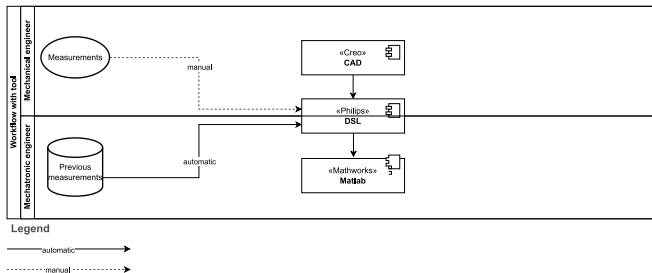 Workflow with tool
Mechanical engineer
Measurements
manual
«Creo»
CAD
«Philips»
DSL
Mechatronic engineer
Previous
measurements
automatic
«Mathworks»
Matlab
Legend
automatic
manual